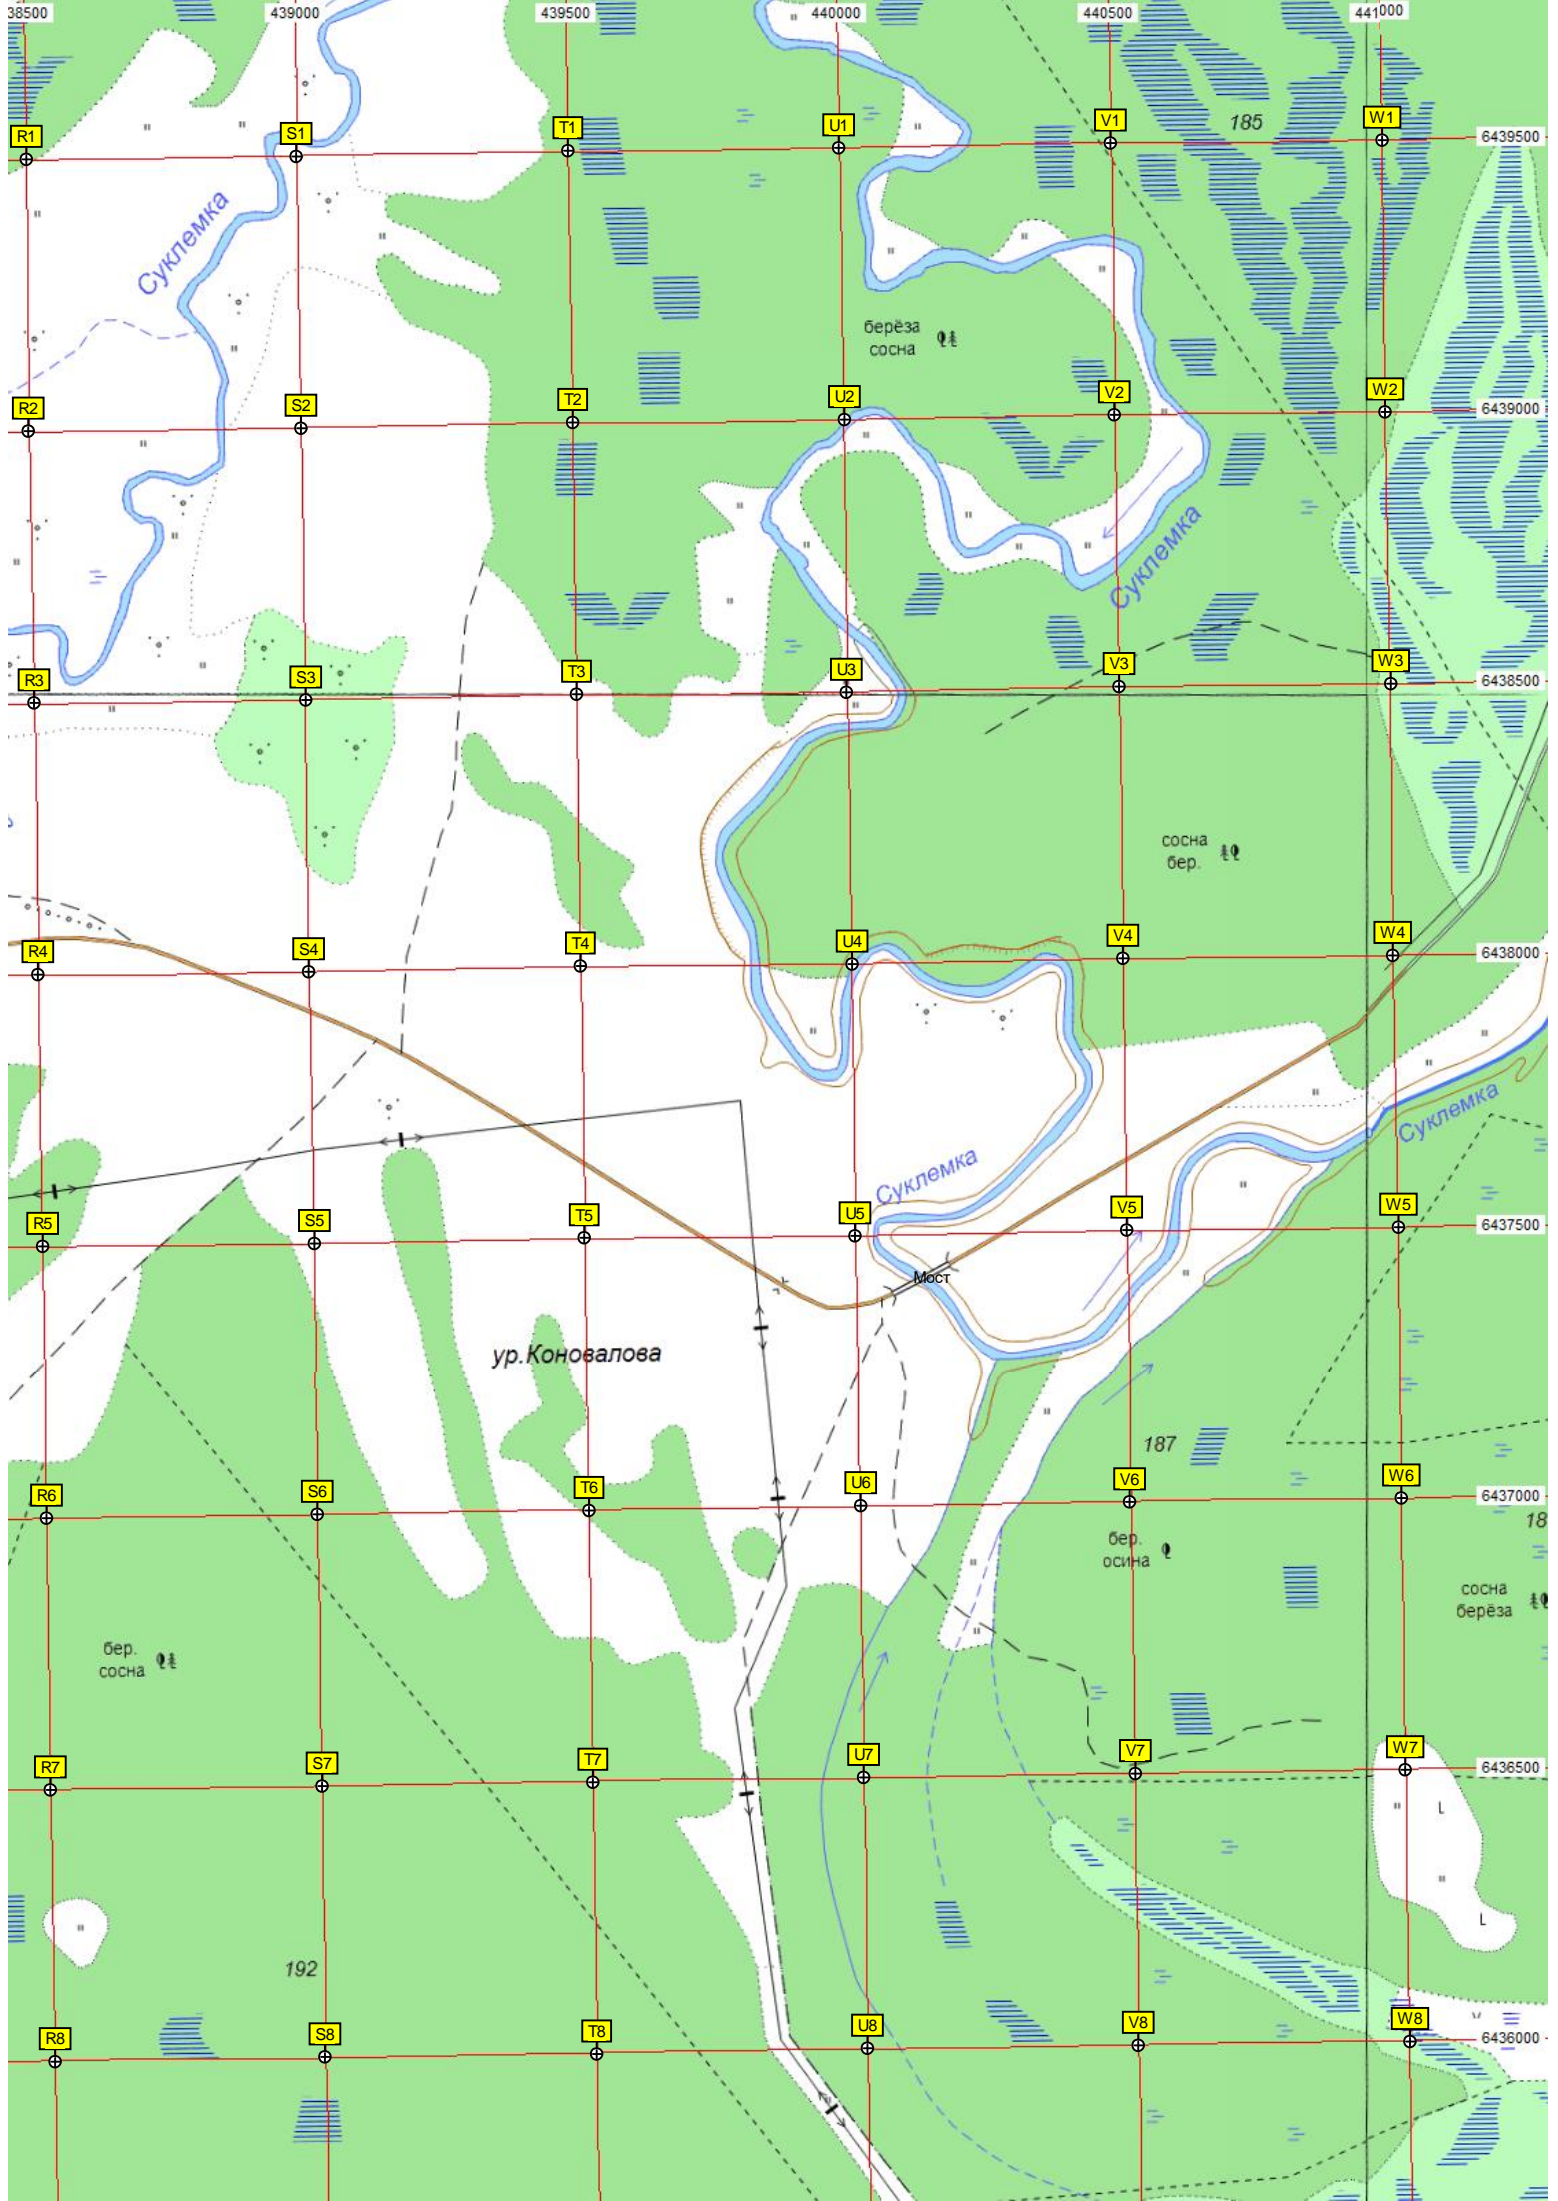 38500 439000 439500 440000 440500 441000
185
R1 S1 T1 U1 V1 W1 6439500
Суклемка
берёза
сосна
R2 S2 T2 U2 V2 W2 6439000
Суклемка
R3 S3 T3 U3 V3 W3 6438500
сосна
бер.
R4 S4 T4 U4 V4 W4 6438000
Суклемка
Суклемка
R5 S5 T5 U5 V5 W5 6437500
Мост
ур.Коновалова
187
R6 S6 T6 U6 V6 W6 6437000
18
бер.
осина
сосна
берёза
бер.
сосна
R7 S7 T7 U7 V7 W7 6436500
192
R8 S8 T8 U8 V8 W8 6436000